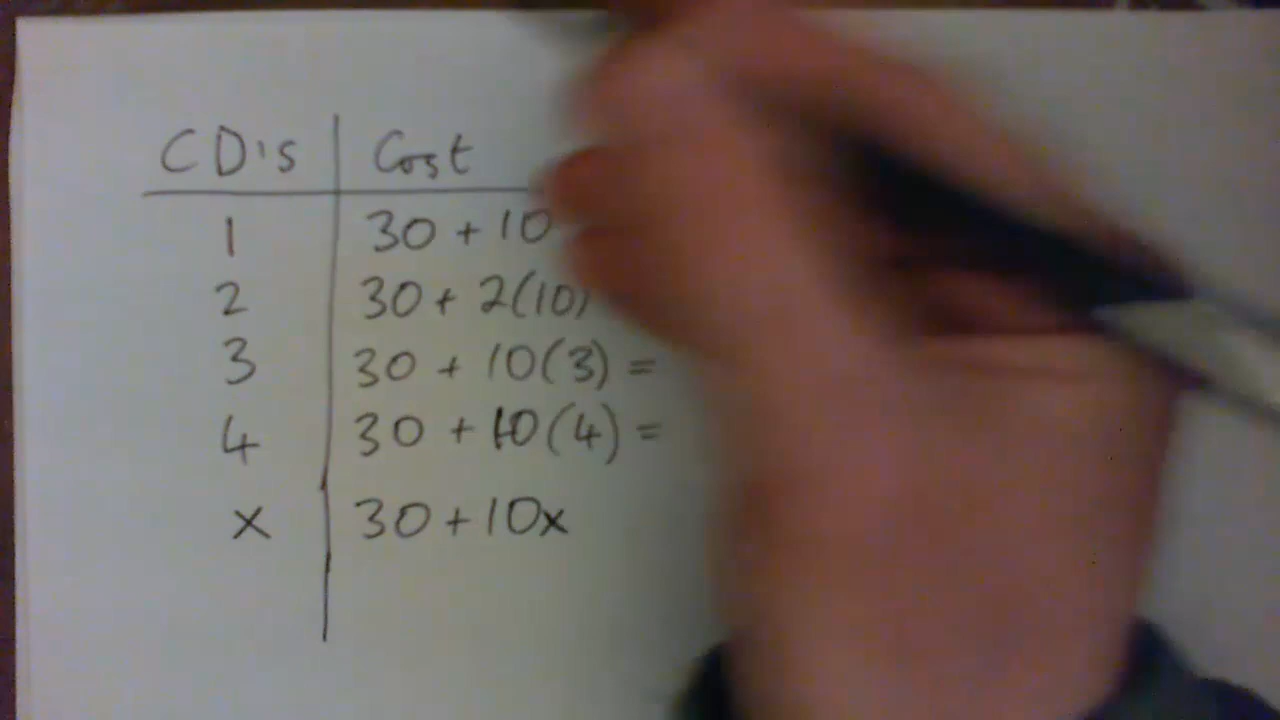 CD's Cost
1 30 + 10
2 30 + 2(10)
3 30 + 10(3) =
4 30 + 10(4) =
x 30 + 10x